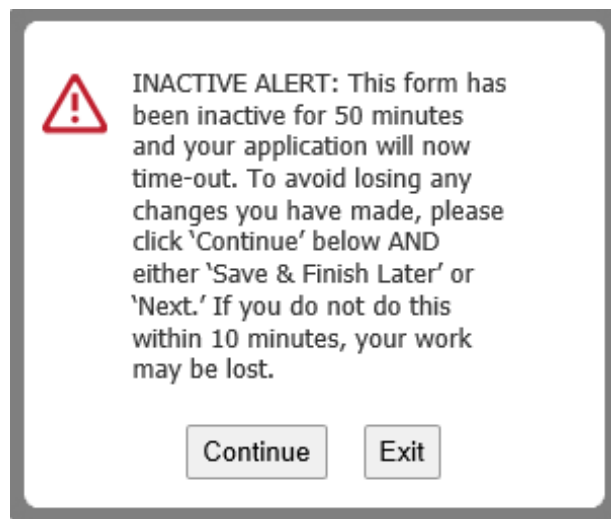 INACTIVE ALERT: This form has
been inactive for 50 minutes
and your application will now
time-out. To avoid losing any
changes you have made, please
click ‘Continue’ below AND
either ‘Save & Finish Later’ or
‘Next.’ If you do not do this
within 10 minutes, your work
may be lost.
Continue Exit